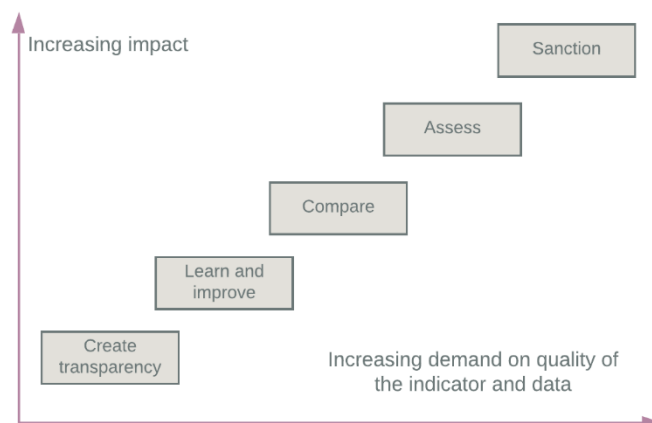 Increasing impact
Sanction
Assess
Compare
Learn and
improve
Create
transparency
Increasing demand on quality of
the indicator and data